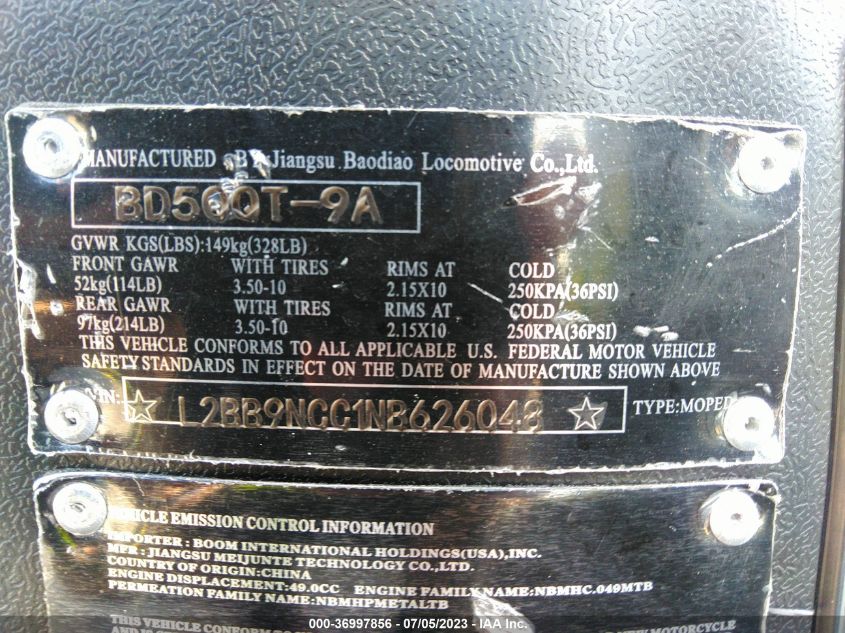 MANUFACTURED BY Jiangsu Baodiao Locomotive Co.,Ltd.
BD50QT-9A
GVWR KGS(LBS):149kg(328LB)
FRONT GAWR WITH TIRES RIMS AT COLD
52kg(114LB) 3.50-10 2.15X10 250KPA(36PSI)
REAR GAWR WITH TIRES RIMS AT COLD
97kg(214LB) 3.50-10 2.15X10 250KPA(36PSI)
THIS VEHICLE CONFORMS TO ALL APPLICABLE U.S. FEDERAL MOTOR VEHICLE
SAFETY STANDARDS IN EFFECT ON THE DATE OF MANUFACTURE SHOWN ABOVE
VIN: ☆ L2BB9NCC1NB626048 ☆ TYPE:MOPED
VEHICLE EMISSION CONTROL INFORMATION
IMPORTER : BOOM INTERNATIONAL HOLDINGS(USA),INC.
MFR : JIANGSU MEIJUNTE TECHNOLOGY CO.,LTD.
COUNTRY OF ORIGIN:CHINA
ENGINE DISPLACEMENT:49.0CC ENGINE FAMILY NAME:NBMHC.049MTB
PERMEATION FAMILY NAME:NBMHPMETALTB
MOTORCYCLE
000-36997856 - 07/05/2023 - IAA Inc.